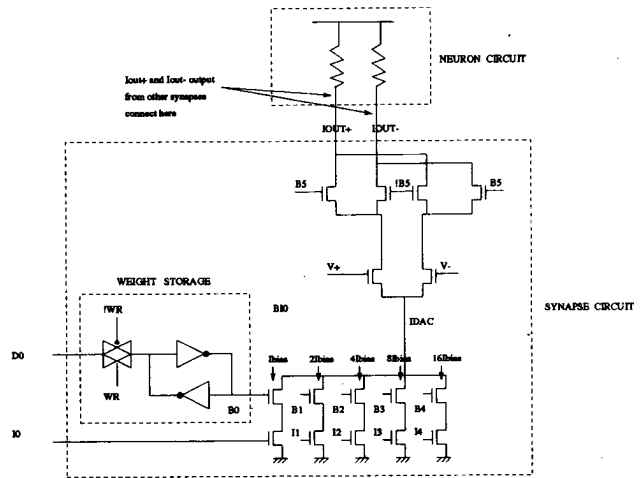 NEURON CIRCUIT
Iout+ and Iout- output
from other synapses
connect here
IOUT+ IOUT-
B5 !B5 B5
V+ V-
WEIGHT STORAGE
!WR
BI0
SYNAPSE CIRCUIT
IDAC
D0
Ibias 2Ibias 4Ibias 8Ibias 16Ibias
WR
B0 B1 B2 B3 B4
I0 I1 I2 I3 I4